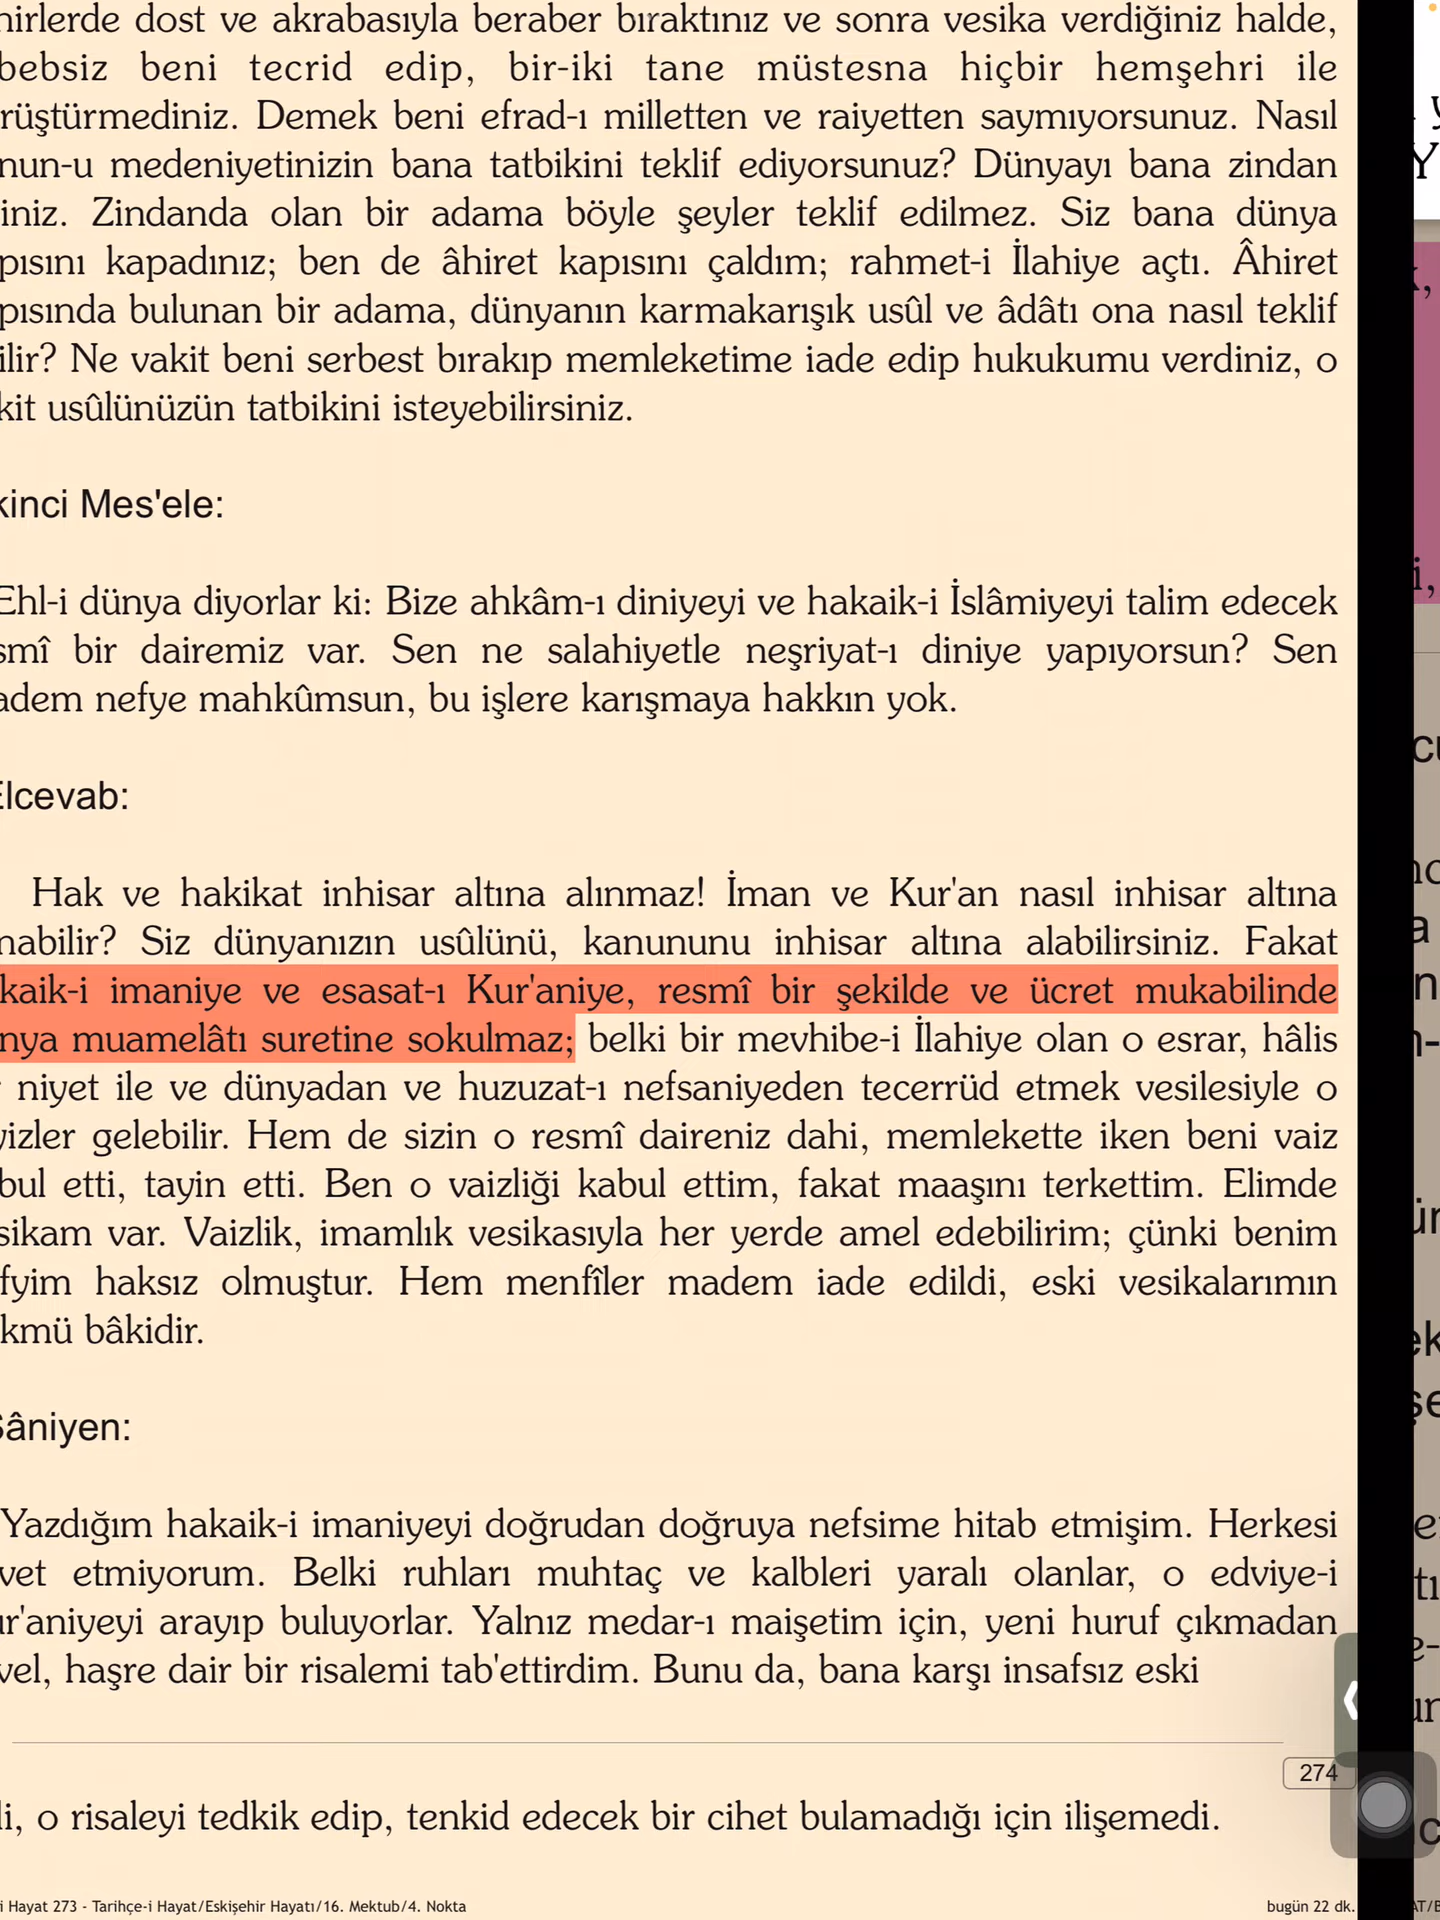 nirlerde dost ve akrabasıyla beraber bıraktınız ve sonra vesika verdiğiniz halde,
bebsiz beni tecrid edip, bir-iki tane müstesna hiçbir hemşehri ile
rüştürmediniz. Demek beni efrad-ı milletten ve raiyetten saymıyorsunuz. Nasıl
nun-u medeniyetinizin bana tatbikini teklif ediyorsunuz? Dünyayı bana zindan
iniz. Zindanda olan bir adama böyle şeyler teklif edilmez. Siz bana dünya
pısını kapadınız; ben de âhiret kapısını çaldım; rahmet-i İlahiye açtı. Âhiret
pısında bulunan bir adama, dünyanın karmakarışık usûl ve âdâtı ona nasıl teklif
ilir? Ne vakit beni serbest bırakıp memleketime iade edip hukukumu verdiniz, o
kit usûlünüzün tatbikini isteyebilirsiniz.
kinci Mes'ele:
Ehl-i dünya diyorlar ki: Bize ahkâm-ı diniyeyi ve hakaik-i İslâmiyeyi talim edecek
smî bir dairemiz var. Sen ne salahiyetle neşriyat-ı diniye yapıyorsun? Sen
adem nefye mahkûmsun, bu işlere karışmaya hakkın yok.
Elcevab:
Hak ve hakikat inhisar altına alınmaz! İman ve Kur'an nasıl inhisar altına
nabilir? Siz dünyanızın usûlünü, kanununu inhisar altına alabilirsiniz. Fakat
kaik-i imaniye ve esasat-ı Kur'aniye, resmî bir şekilde ve ücret mukabilinde
nya muamelâtı suretine sokulmaz; belki bir mevhibe-i İlahiye olan o esrar, hâlis
niyet ile ve dünyadan ve huzuzat-ı nefsaniyeden tecerrüd etmek vesilesiyle o
yizler gelebilir. Hem de sizin o resmî daireniz dahi, memlekette iken beni vaiz
bul etti, tayin etti. Ben o vaizliği kabul ettim, fakat maaşını terkettim. Elimde
sikam var. Vaizlik, imamlık vesikasıyla her yerde amel edebilirim; çünki benim
fyim haksız olmuştur. Hem menfîler madem iade edildi, eski vesikalarımın
kmü bâkidir.
Sâniyen:
Yazdığım hakaik-i imaniyeyi doğrudan doğruya nefsime hitab etmişim. Herkesi
vet etmiyorum. Belki ruhları muhtaç ve kalbleri yaralı olanlar, o edviye-i
ur'aniyeyi arayıp buluyorlar. Yalnız medar-ı maişetim için, yeni huruf çıkmadan
vel, haşre dair bir risalemi tab'ettirdim. Bunu da, bana karşı insafsız eski
274
li, o risaleyi tedkik edip, tenkid edecek bir cihet bulamadığı için ilişemedi.
i Hayat 273 - Tarihçe-i Hayat/Eskişehir Hayatı/16. Mektub/4. Nokta
bugün 22 dk.